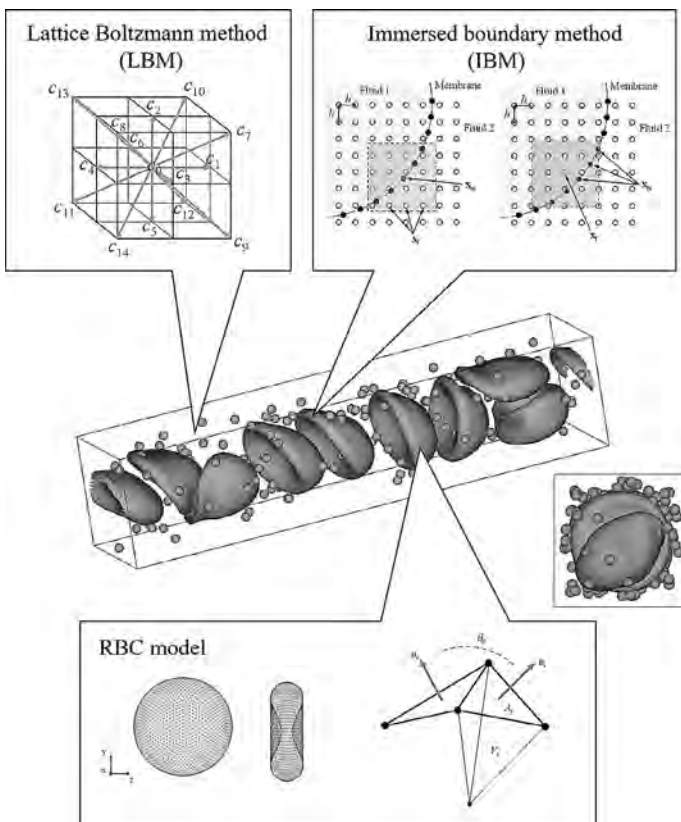 Lattice Boltzmann method
(LBM)
c13
c10
c2
c8
c6
c7
c4
c1
c3
c11
c12
c5
c9
c14
Immersed boundary method
(IBM)
Fluid 1
Membrane
h
h
Fluid 2
Fluid 1
Membrane
h
h
Fluid 2
RBC model
y
z